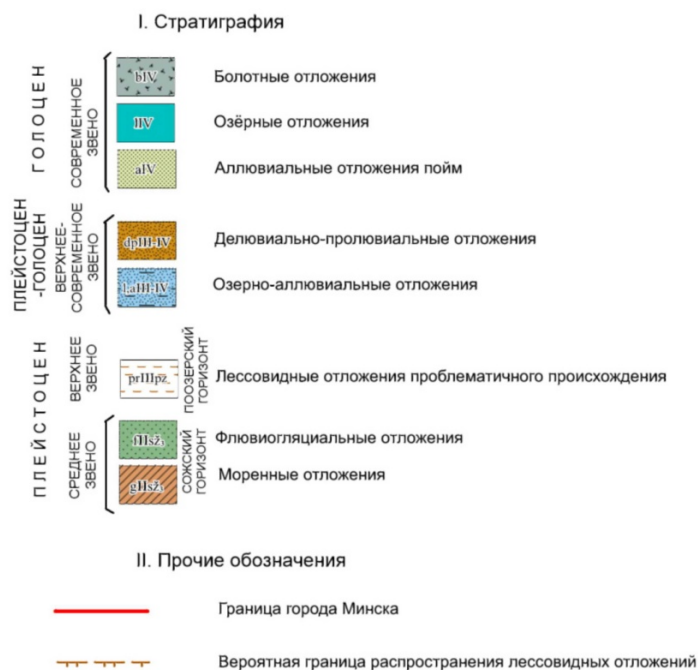 I. Стратиграфия
ГОЛОЦЕН
СОВРЕМЕННОЕ
ЗВЕНО
bIV
Болотные отложения
lIV
Озёрные отложения
aIV
Аллювиальные отложения пойм
ПЛЕЙСТОЦЕН
-ГОЛОЦЕН
ВЕРХНЕЕ-
СОВРЕМЕННОЕ
ЗВЕНО
dpIII-IV
Делювиально-пролювиальные отложения
l,aIII-IV
Озерно-аллювиальные отложения
ПЛЕЙСТОЦЕН
ВЕРХНЕЕ
ЗВЕНО
prIIIpz
ПООЗЕРСКИЙ
ГОРИЗОНТ
Лессовидные отложения проблематичного происхождения
СРЕДНЕЕ
ЗВЕНО
fIIsž₃
СОЖСКИЙ
ГОРИЗОНТ
Флювиогляциальные отложения
gIIsž₃
Моренные отложения
II. Прочие обозначения
Граница города Минска
Вероятная граница распространения лессовидных отложений